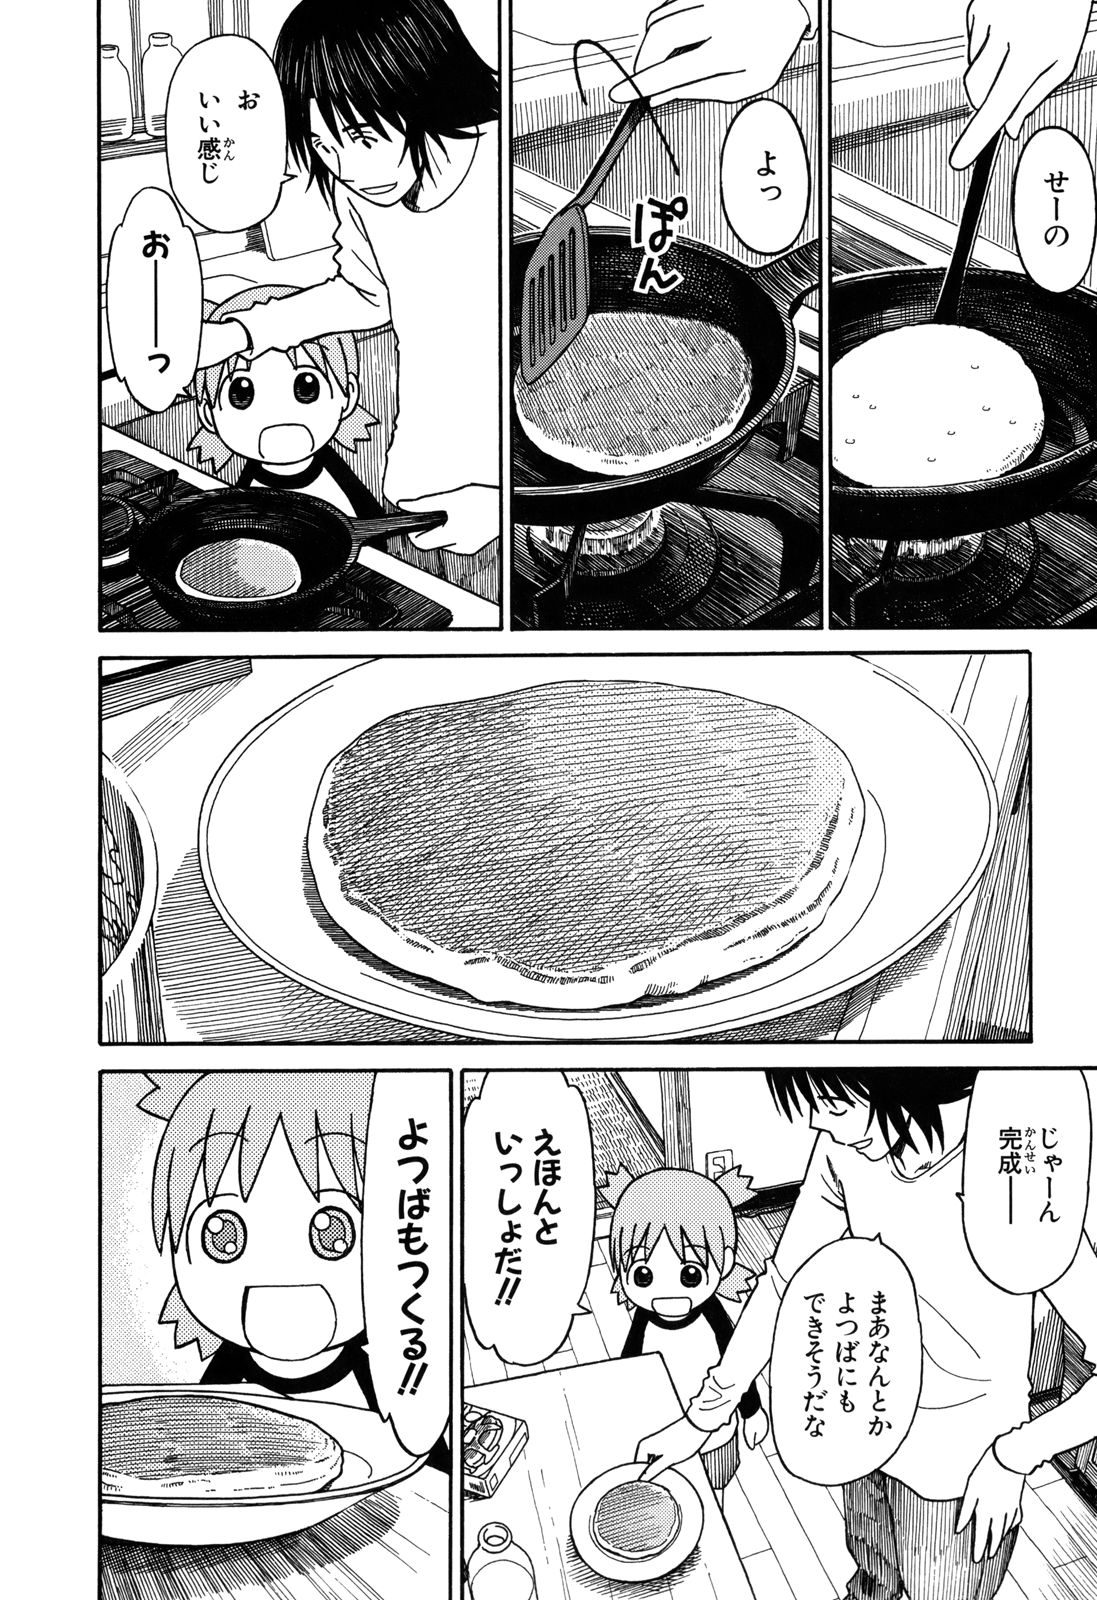 せーの
よっ
ぽん
お
いい感じ
かん
おーーっ
じゃーん
完成ー
かんせい
まあなんとか
よつばにも
できそうだな
えほんと
いっしょだ!!
よつばもつくる!!